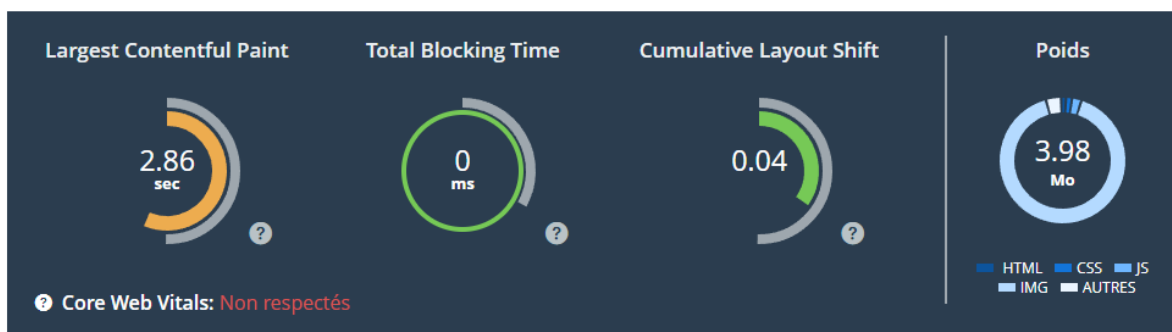 Largest Contentful Paint
Total Blocking Time
Cumulative Layout Shift
Poids
2.86
sec
0
ms
0.04
3.98
Mo
?
?
?
HTML CSS JS
IMG AUTRES
? Core Web Vitals: Non respectés